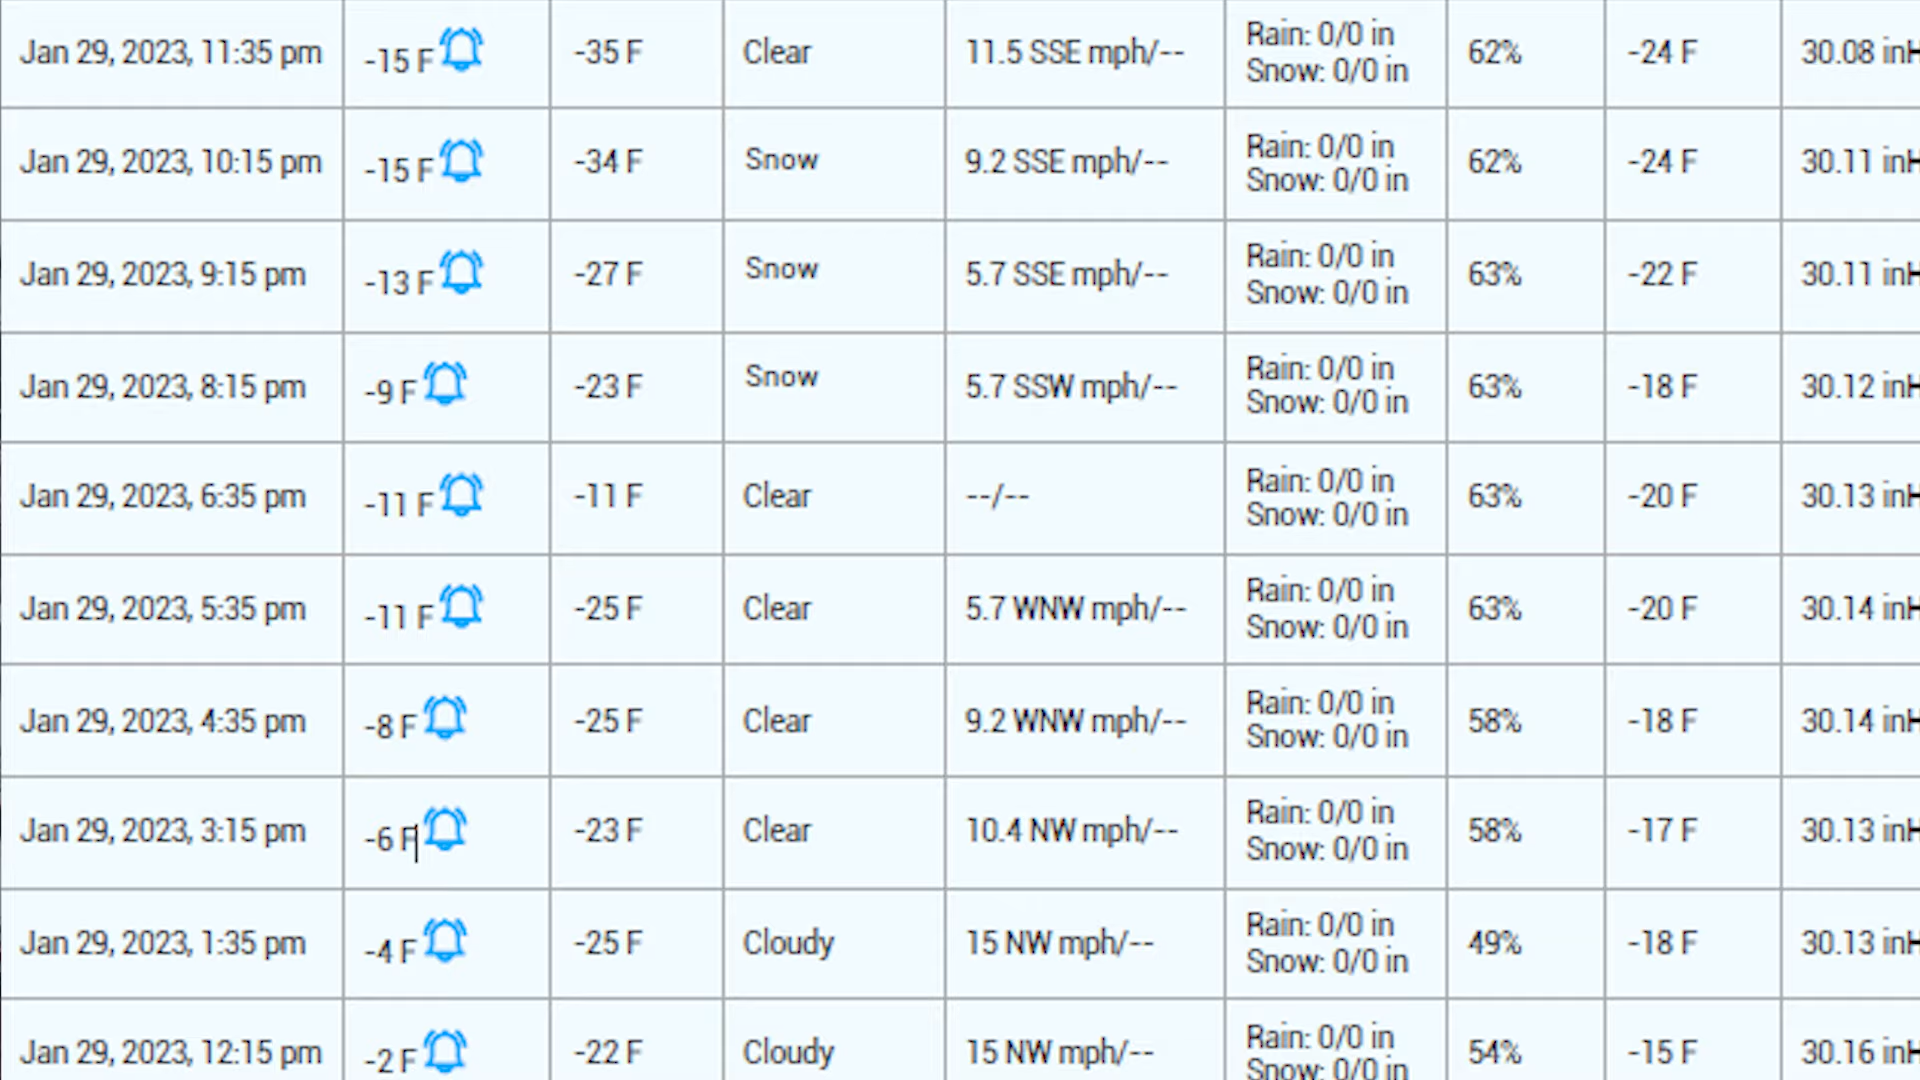 Jan 29, 2023, 11:35 pm -15 F -35 F Clear 11.5 SSE mph/-- Rain: 0/0 in 62% -24 F 30.08 inH
Snow: 0/0 in
Jan 29, 2023, 10:15 pm -15 F -34 F Snow 9.2 SSE mph/-- Rain: 0/0 in 62% -24 F 30.11 inH
Snow: 0/0 in
Jan 29, 2023, 9:15 pm -13 F -27 F Snow 5.7 SSE mph/-- Rain: 0/0 in 63% -22 F 30.11 inH
Snow: 0/0 in
Jan 29, 2023, 8:15 pm -9 F -23 F Snow 5.7 SSW mph/-- Rain: 0/0 in 63% -18 F 30.12 inH
Snow: 0/0 in
Jan 29, 2023, 6:35 pm -11 F -11 F Clear --/-- Rain: 0/0 in 63% -20 F 30.13 inH
Snow: 0/0 in
Jan 29, 2023, 5:35 pm -11 F -25 F Clear 5.7 WNW mph/-- Rain: 0/0 in 63% -20 F 30.14 inH
Snow: 0/0 in
Jan 29, 2023, 4:35 pm -8 F -25 F Clear 9.2 WNW mph/-- Rain: 0/0 in 58% -18 F 30.14 inH
Snow: 0/0 in
Jan 29, 2023, 3:15 pm -6 F -23 F Clear 10.4 NW mph/-- Rain: 0/0 in 58% -17 F 30.13 inH
Snow: 0/0 in
Jan 29, 2023, 1:35 pm -4 F -25 F Cloudy 15 NW mph/-- Rain: 0/0 in 49% -18 F 30.13 inH
Snow: 0/0 in
Jan 29, 2023, 12:15 pm -2 F -22 F Cloudy 15 NW mph/-- Rain: 0/0 in 54% -15 F 30.16 inH
Snow: 0/0 in